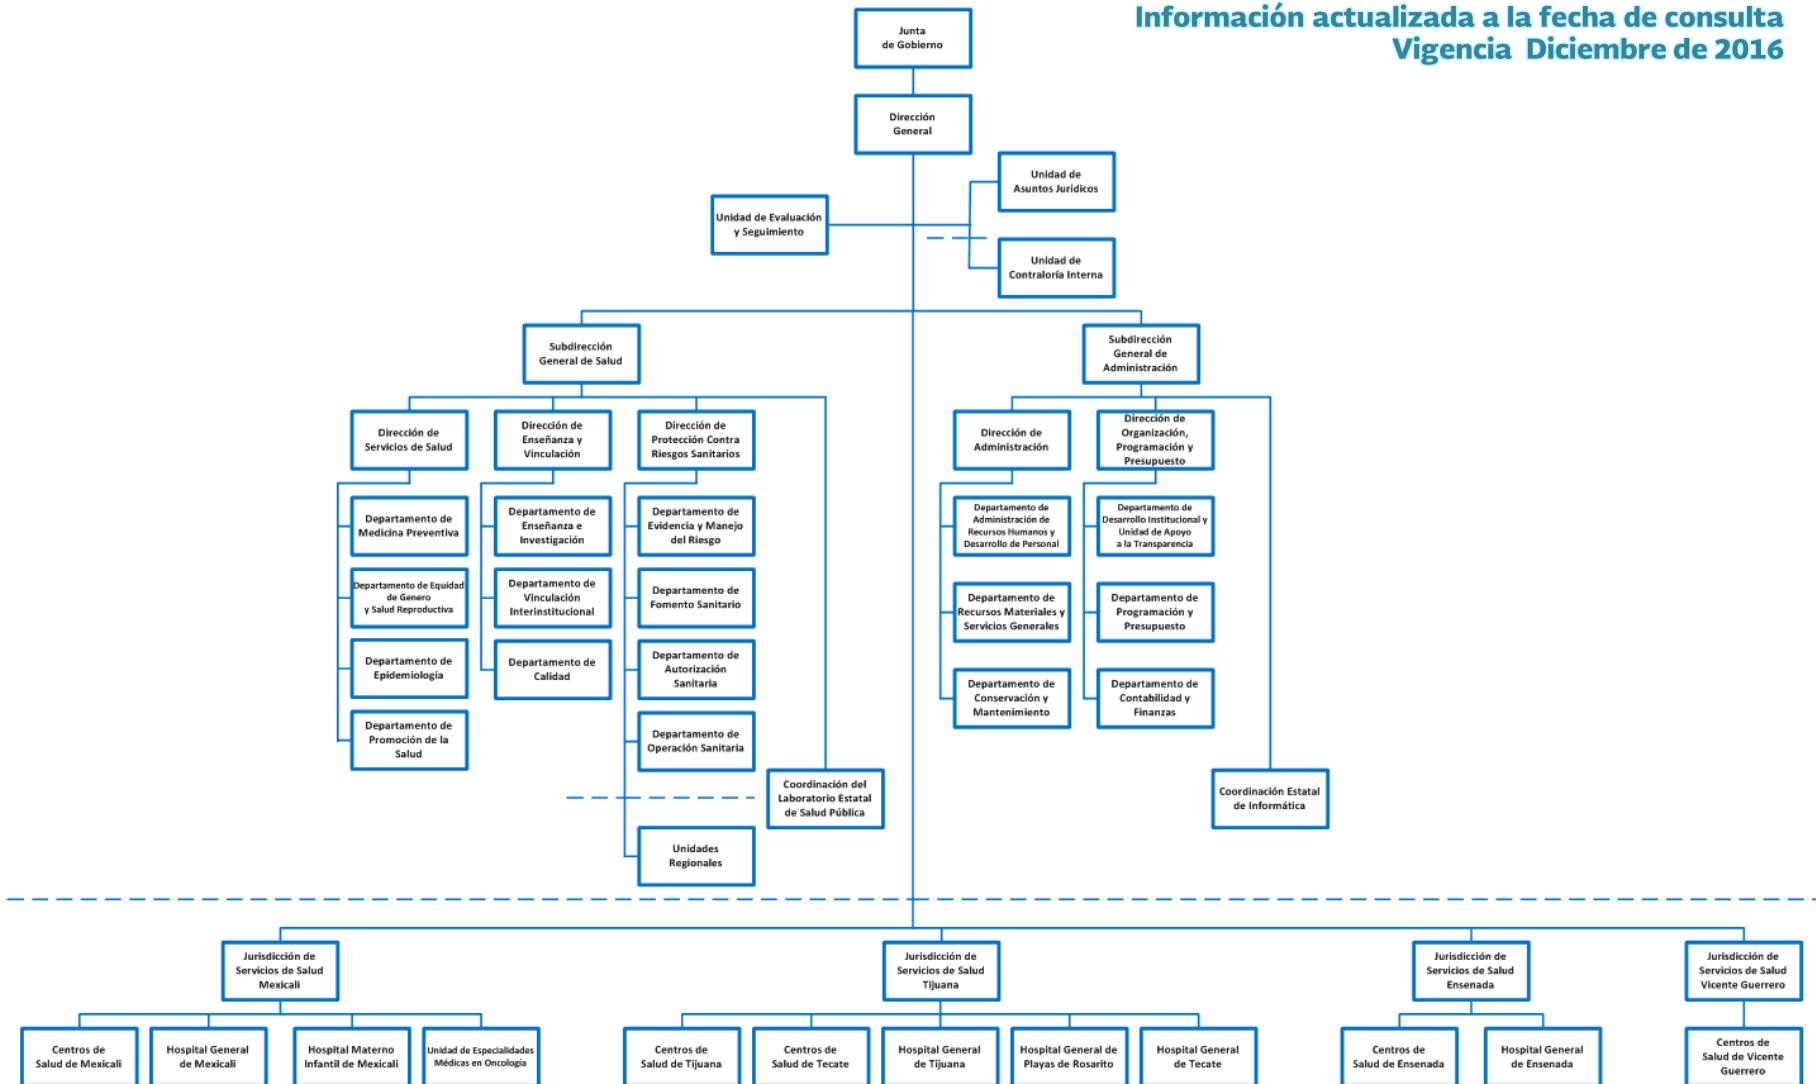 Información actualizada a la fecha de consulta
Vigencia Diciembre de 2016
Junta
de Gobierno
Dirección
General
Unidad de
Asuntos Jurídicos
Unidad de Evaluación
y Seguimiento
Unidad de
Contraloría Interna
Subdirección
General de Salud
Subdirección
General de
Administración
Dirección de
Servicios de Salud
Dirección de
Enseñanza y
Vinculación
Dirección de
Protección Contra
Riesgos Sanitarios
Dirección de
Administración
Dirección de
Organización,
Programación y
Presupuesto
Departamento de
Medicina Preventiva
Departamento de
Enseñanza e
Investigación
Departamento de
Evidencia y Manejo
del Riesgo
Departamento de
Administración de
Recursos Humanos y
Desarrollo de Personal
Departamento de
Desarrollo Institucional y
Unidad de Apoyo
a la Transparencia
Departamento de Equidad
de Genero
y Salud Reproductiva
Departamento de
Vinculación
Interinstitucional
Departamento de
Fomento Sanitario
Departamento de
Recursos Materiales y
Servicios Generales
Departamento de
Programación y
Presupuesto
Departamento de
Epidemiología
Departamento de
Calidad
Departamento de
Autorización
Sanitaria
Departamento de
Conservación y
Mantenimiento
Departamento de
Contabilidad y
Finanzas
Departamento de
Promoción de la
Salud
Departamento de
Operación Sanitaria
Coordinación del
Laboratorio Estatal
de Salud Pública
Coordinación Estatal
de Informática
Unidades
Regionales
Jurisdicción de
Servicios de Salud
Mexicali
Jurisdicción de
Servicios de Salud
Tijuana
Jurisdicción de
Servicios de Salud
Ensenada
Jurisdicción de
Servicios de Salud
Vicente Guerrero
Centros de
Salud de Mexicali
Hospital General
de Mexicali
Hospital Materno
Infantil de Mexicali
Unidad de Especialidades
Médicas en Oncología
Centros de
Salud de Tijuana
Centros de
Salud de Tecate
Hospital General
de Tijuana
Hospital General de
Playas de Rosarito
Hospital General
de Tecate
Centros de
Salud de Ensenada
Hospital General
de Ensenada
Centros de
Salud de Vicente
Guerrero